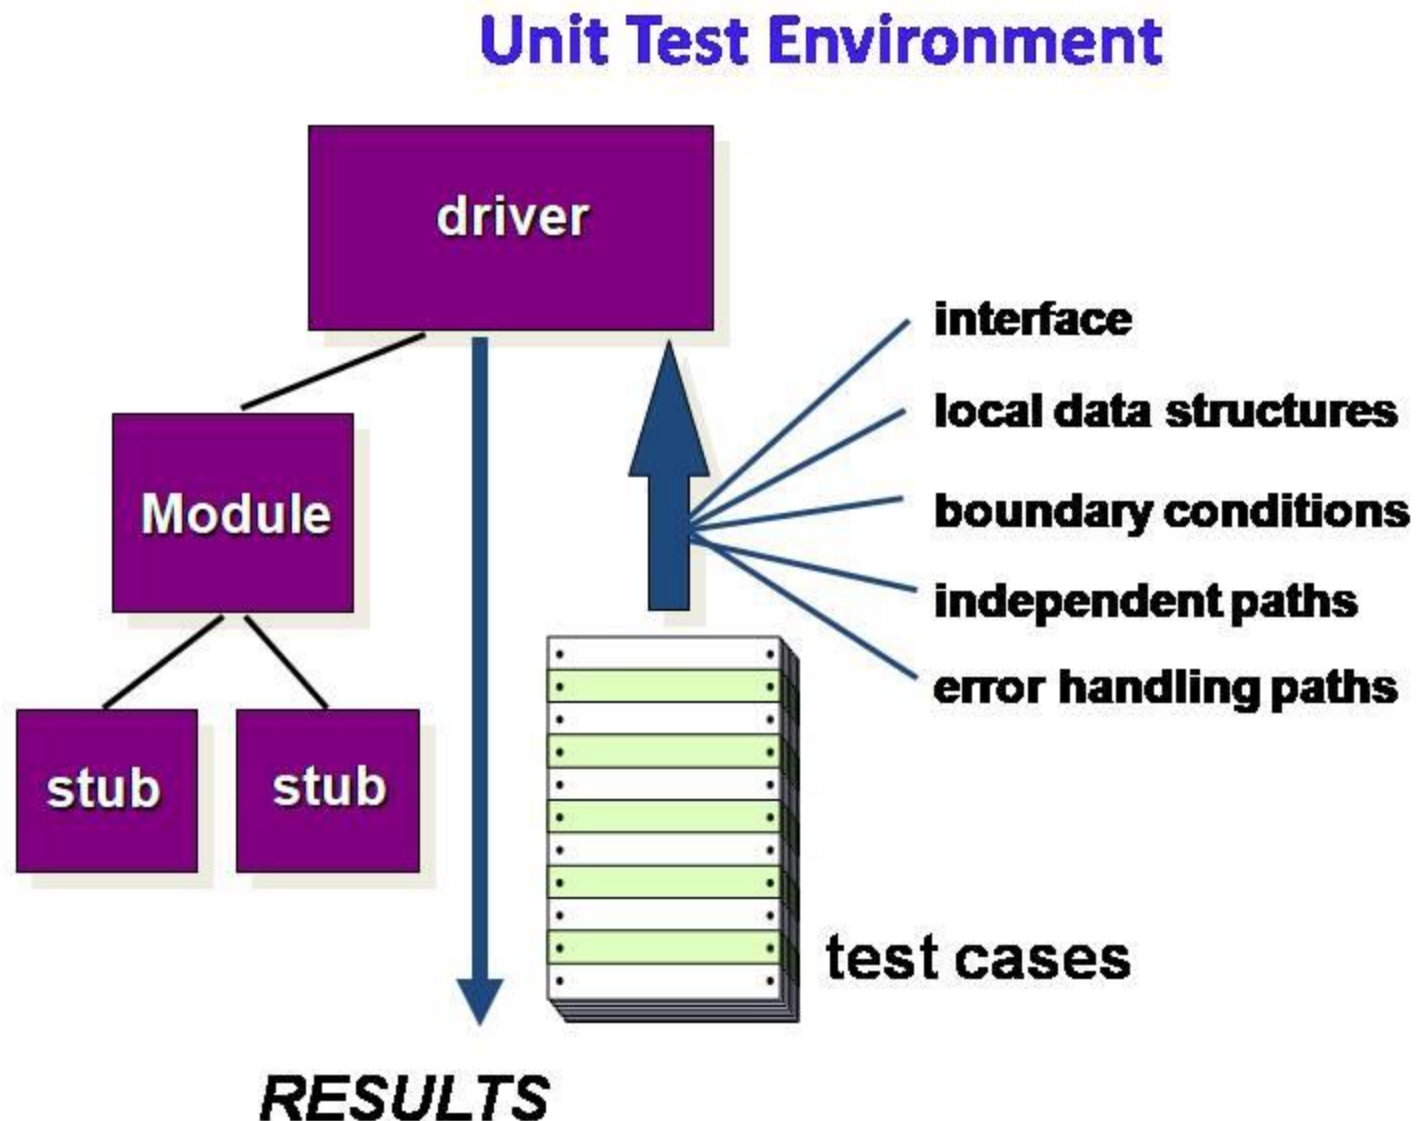 Unit Test Environment
driver
interface
local data structures
Module
boundary conditions
independent paths
error handling paths
stub
stub
test cases
RESULTS